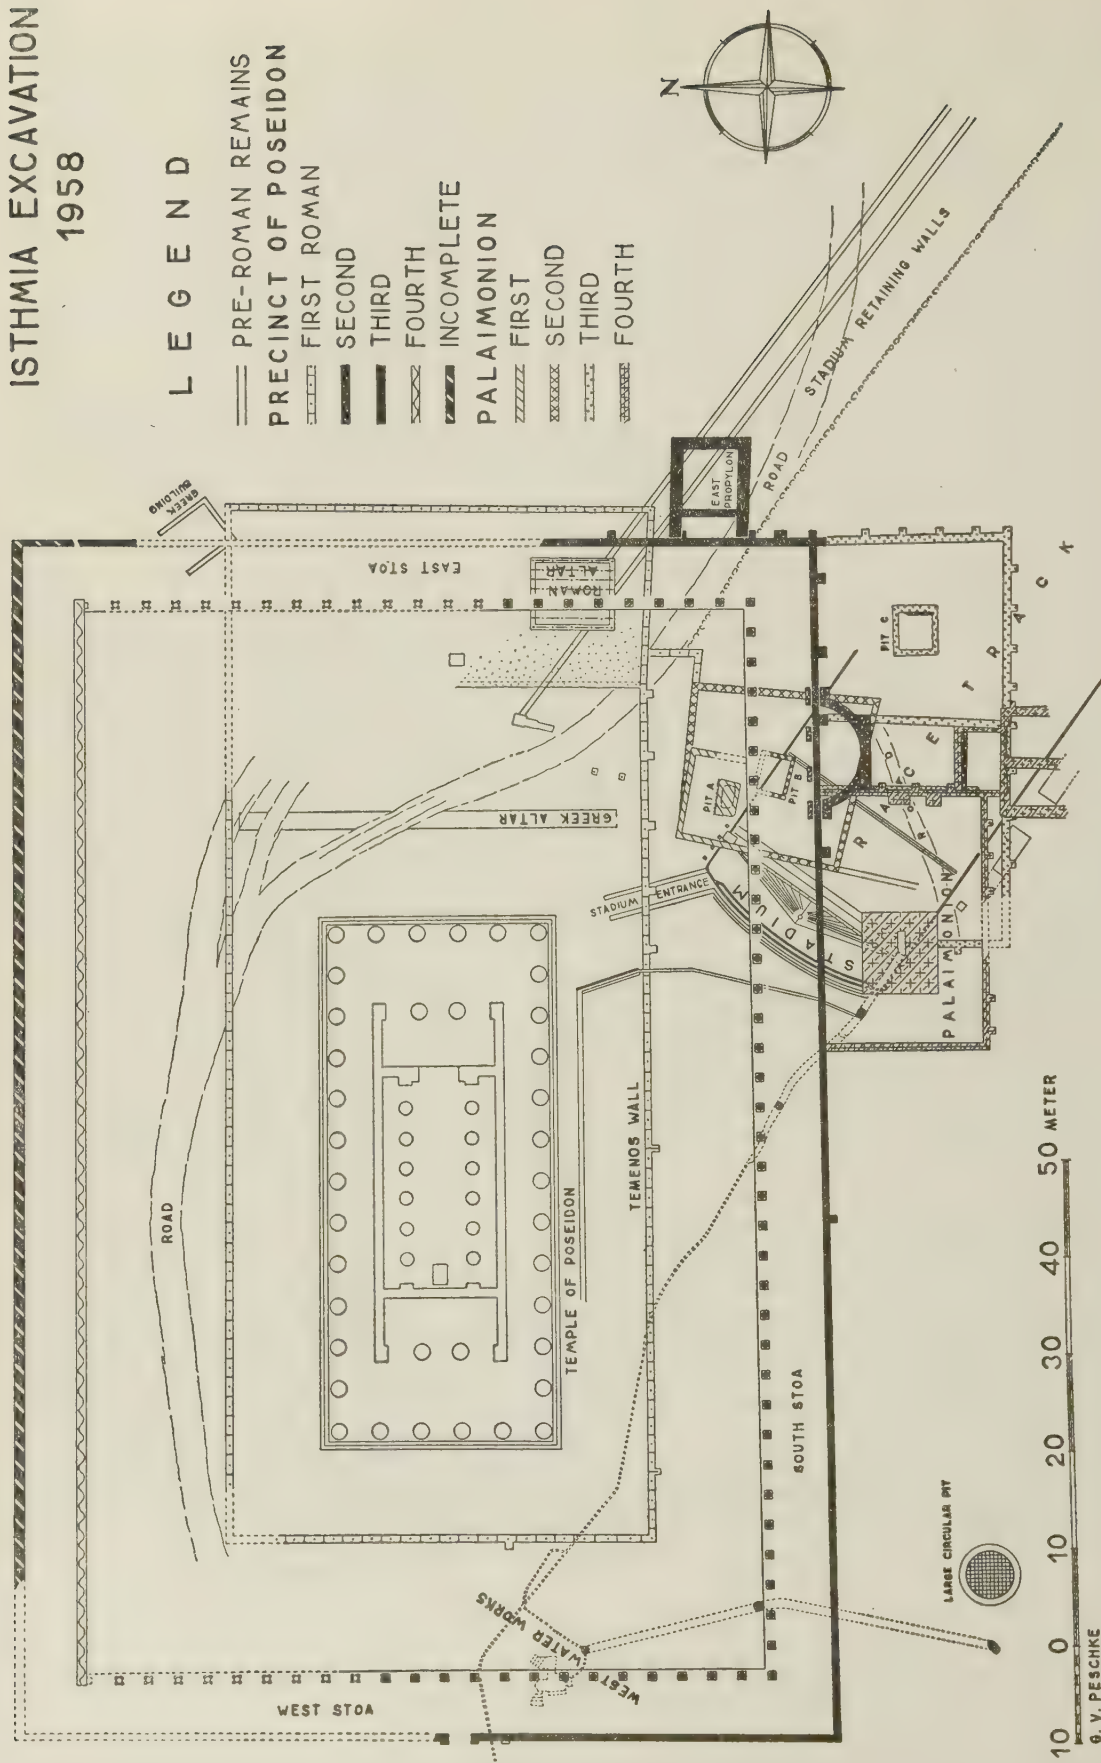 ISTHMIA EXCAVATION
1958
LEGEND
PRE-ROMAN REMAINS
PRECINCT OF POSEIDON
FIRST ROMAN
SECOND
THIRD
FOURTH
INCOMPLETE
PALAIMONION
FIRST
SECOND
THIRD
FOURTH
N
GREEK
BUILDING
EAST STOA
ROMAN
ALTAR
EAST
PROPYLON
ROAD
STADIUM RETAINING WALLS
ROAD
GREEK ALTAR
STADIUM ENTRANCE
STADIUM
PIT A
PIT B
PIT C
RACETRACK
PALAIMONION
TEMPLE OF POSEIDON
TEMENOS WALL
SOUTH STOA
WEST STOA
WEST WATER WORKS
LARGE CIRCULAR PIT
10 0 10 20 30 40 50 METER
G. V. PESCHKE